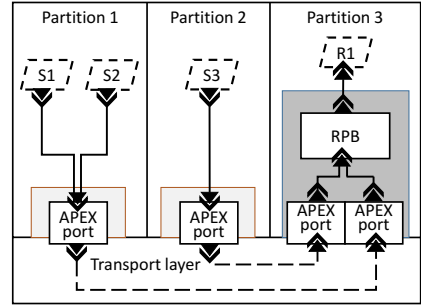 Partition 1
Partition 2
Partition 3
S1
S2
S3
R1
RPB
APEX
port
APEX
port
APEX
port
APEX
port
Transport layer